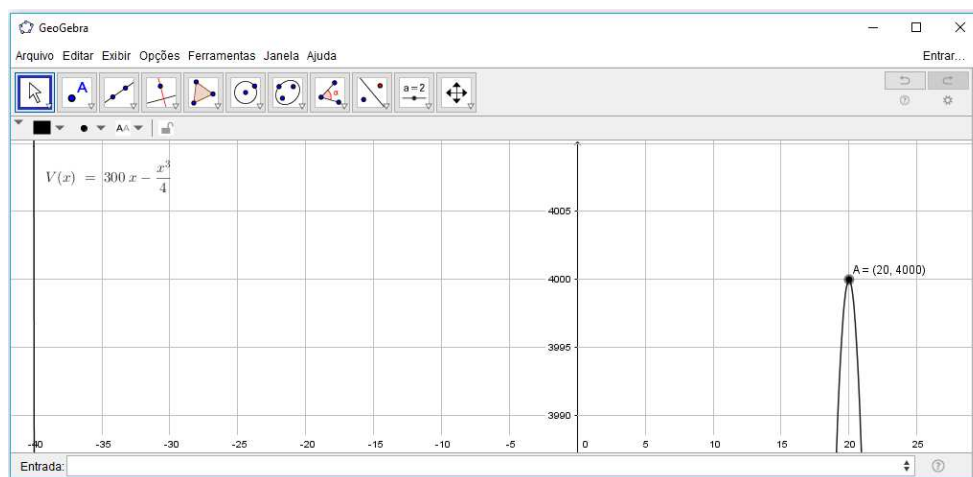 GeoGebra
Arquivo Editar Exibir Opções Ferramentas Janela Ajuda
Entrar...
A
α
a = 2
AA
V(x) = 300 x − x³/4
4005
4000
A = (20, 4000)
3995
3990
-40 -35 -30 -25 -20 -15 -10 -5 0 5 10 15 20 25
Entrada: